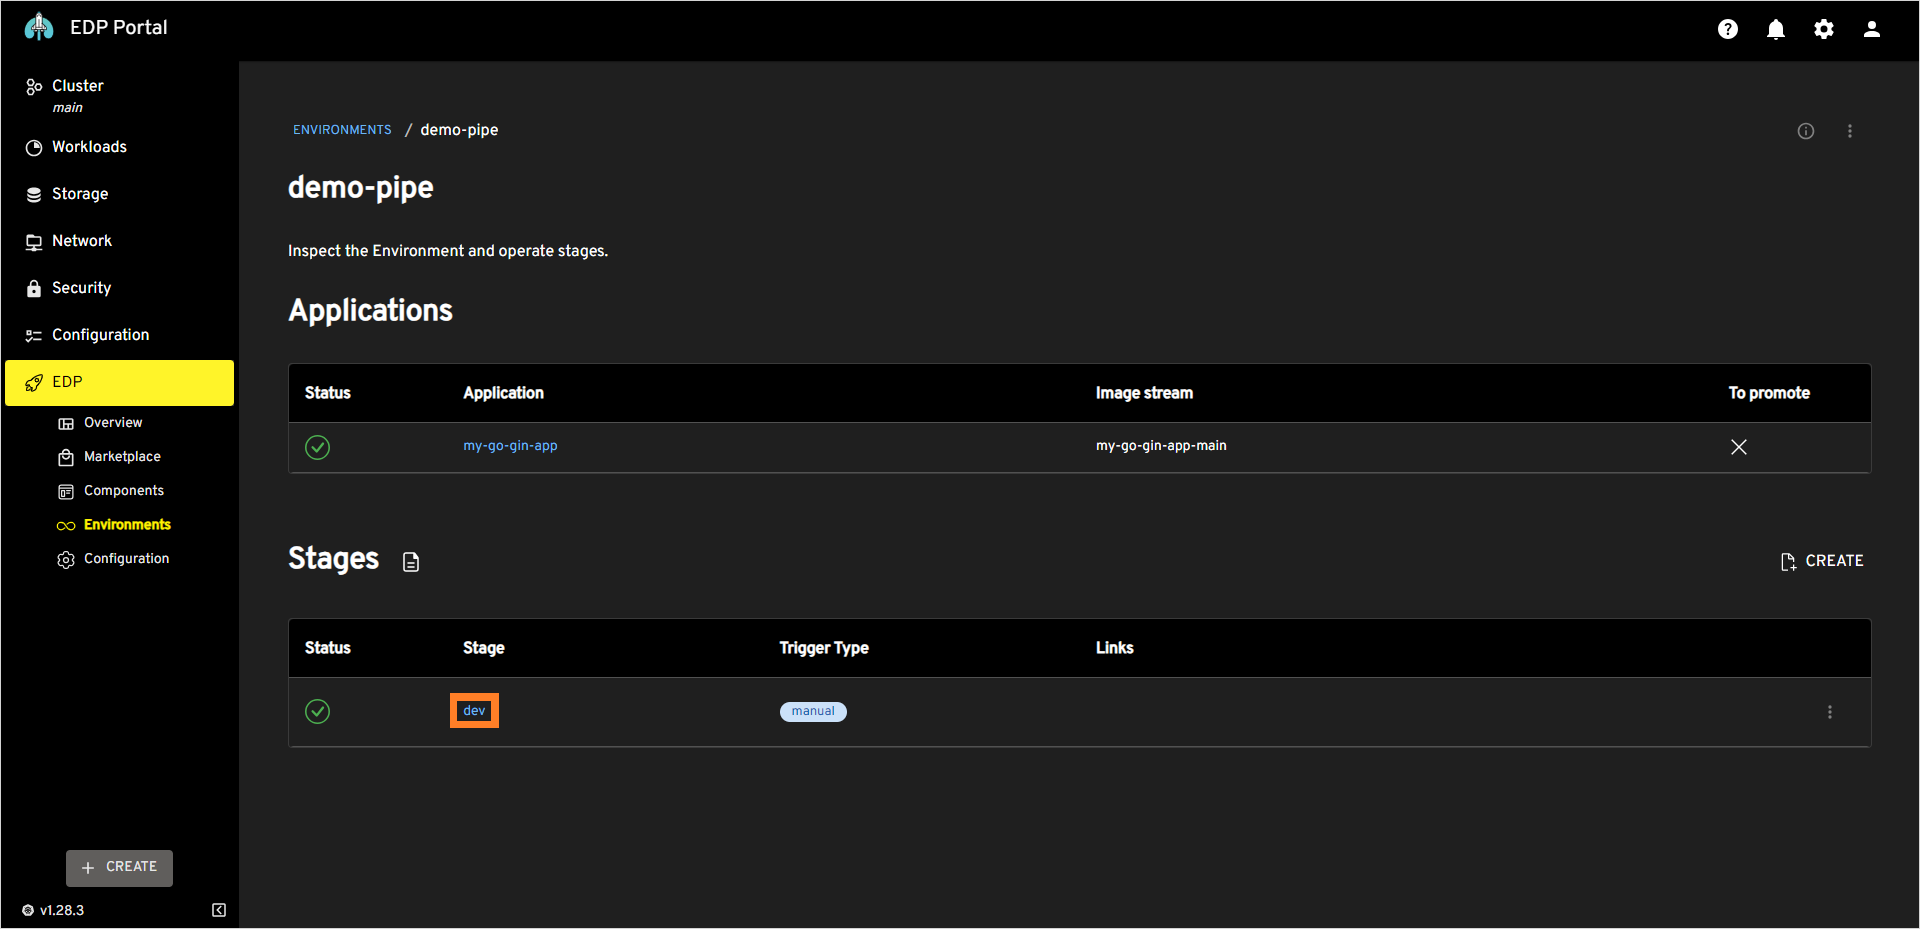 EDP Portal
Cluster
main
Workloads
Storage
Network
Security
Configuration
EDP
Overview
Marketplace
Components
Environments
Configuration
+ CREATE
v1.28.3
ENVIRONMENTS / demo-pipe
demo-pipe
Inspect the Environment and operate stages.
Applications
Status Application Image stream To promote
my-go-gin-app my-go-gin-app-main
Stages
CREATE
Status Stage Trigger Type Links
dev manual